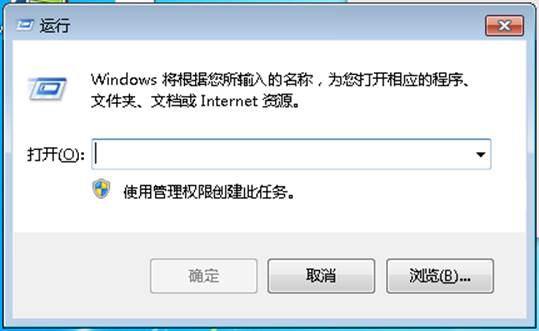 运行
Windows 将根据您所输入的名称，为您打开相应的程序、
文件夹、文档或 Internet 资源。
打开(O):
使用管理权限创建此任务。
确定 取消 浏览(B)...